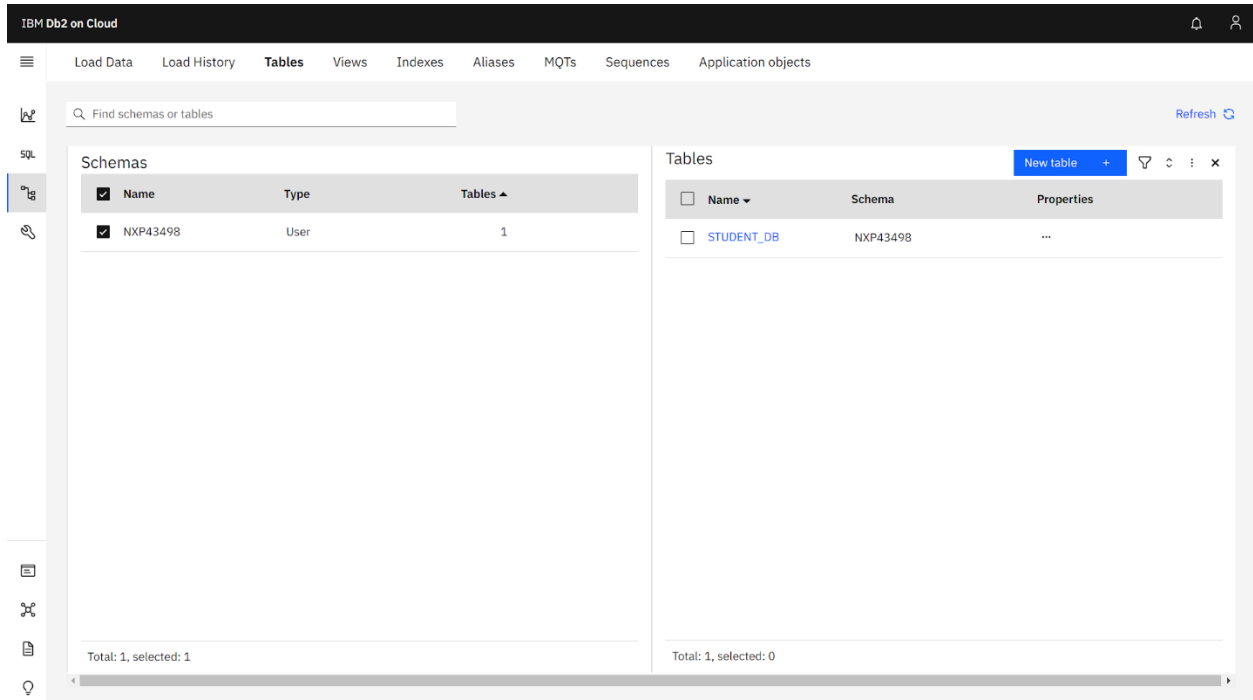 IBM Db2 on Cloud
Load Data Load History Tables Views Indexes Aliases MQTs Sequences Application objects
Find schemas or tables
Refresh
SQL
Schemas
Name Type Tables
NXP43498 User 1
Total: 1, selected: 1
Tables
New table +
Name Schema Properties
STUDENT_DB NXP43498 ...
Total: 1, selected: 0